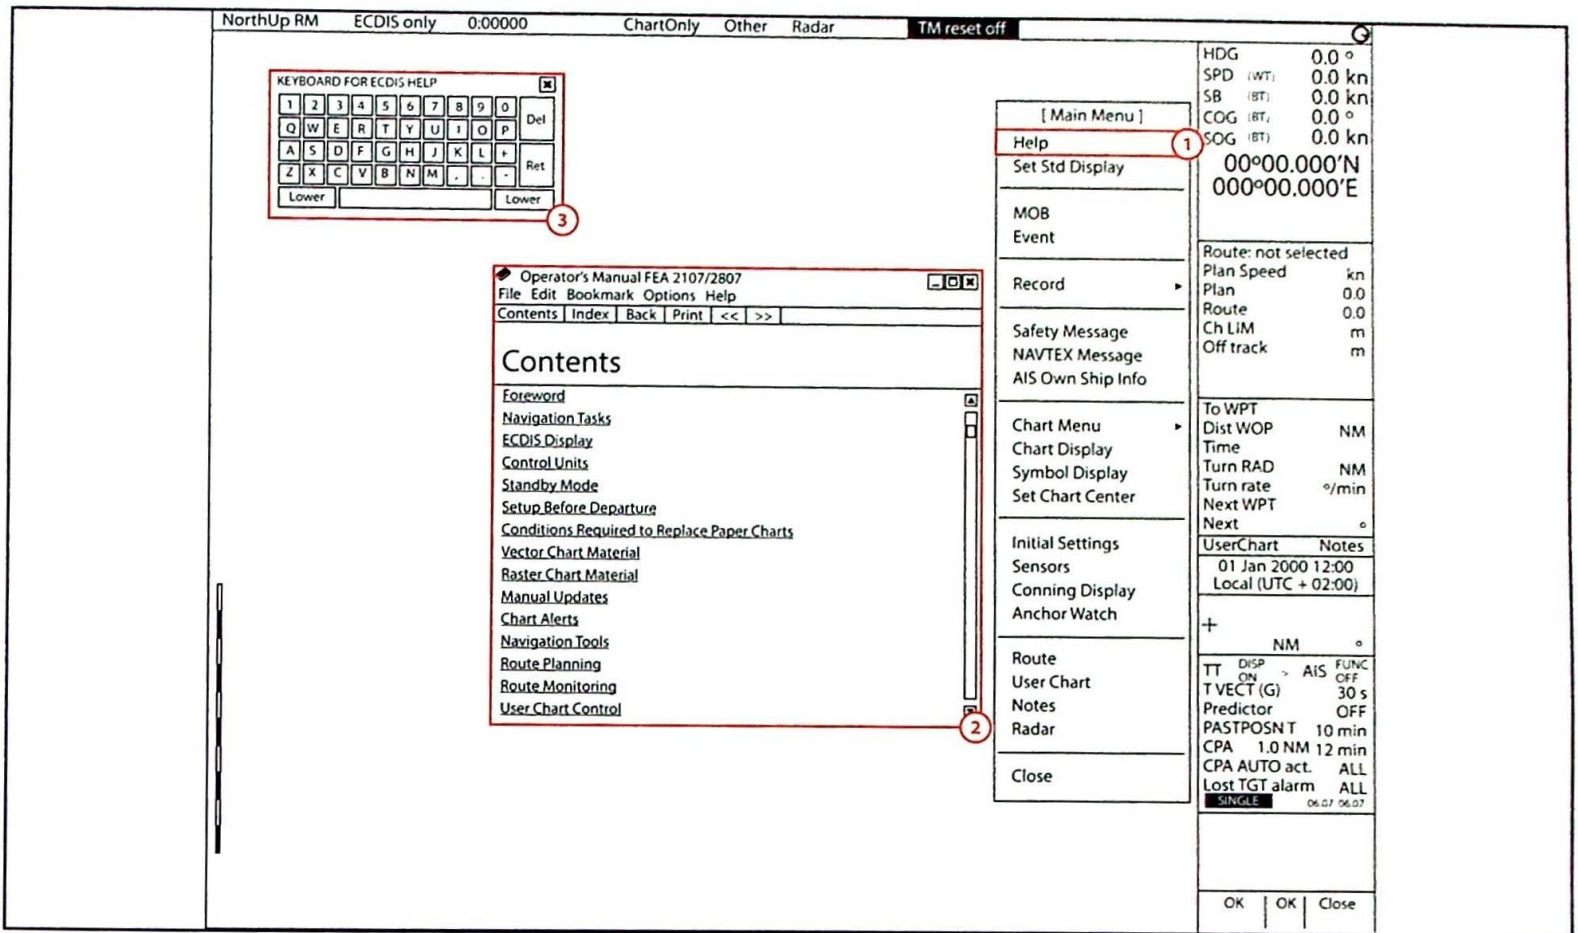 NorthUp RM ECDIS only 0:00000 ChartOnly Other Radar TM reset off
KEYBOARD FOR ECDIS HELP
1 2 3 4 5 6 7 8 9 0 Del
Q W E R T Y U I O P
A S D F G H J K L + Ret
Z X C V B N M , . -
Lower Lower
3
Operator's Manual FEA 2107/2807
File Edit Bookmark Options Help
Contents Index Back Print << >>
Contents
Foreword
Navigation Tasks
ECDIS Display
Control Units
Standby Mode
Setup Before Departure
Conditions Required to Replace Paper Charts
Vector Chart Material
Raster Chart Material
Manual Updates
Chart Alerts
Navigation Tools
Route Planning
Route Monitoring
User Chart Control
2
[ Main Menu ]
Help
1
Set Std Display
MOB
Event
Record
Safety Message
NAVTEX Message
AIS Own Ship Info
Chart Menu
Chart Display
Symbol Display
Set Chart Center
Initial Settings
Sensors
Conning Display
Anchor Watch
Route
User Chart
Notes
Radar
Close
HDG 0.0 °
SPD (WT) 0.0 kn
SB (BT) 0.0 kn
COG (BT) 0.0 °
SOG (BT) 0.0 kn
00°00.000'N
000°00.000'E
Route: not selected
Plan Speed kn
Plan 0.0
Route 0.0
Ch LiM m
Off track m
To WPT
Dist WOP NM
Time
Turn RAD NM
Turn rate °/min
Next WPT
Next °
UserChart Notes
01 Jan 2000 12:00
Local (UTC + 02:00)
+
NM °
TT DISP ON > AiS FUNC OFF
T VECT (G) 30 s
Predictor OFF
PASTPOSN T 10 min
CPA 1.0 NM 12 min
CPA AUTO act. ALL
Lost TGT alarm ALL
SINGLE 06.07 06.07
OK OK Close